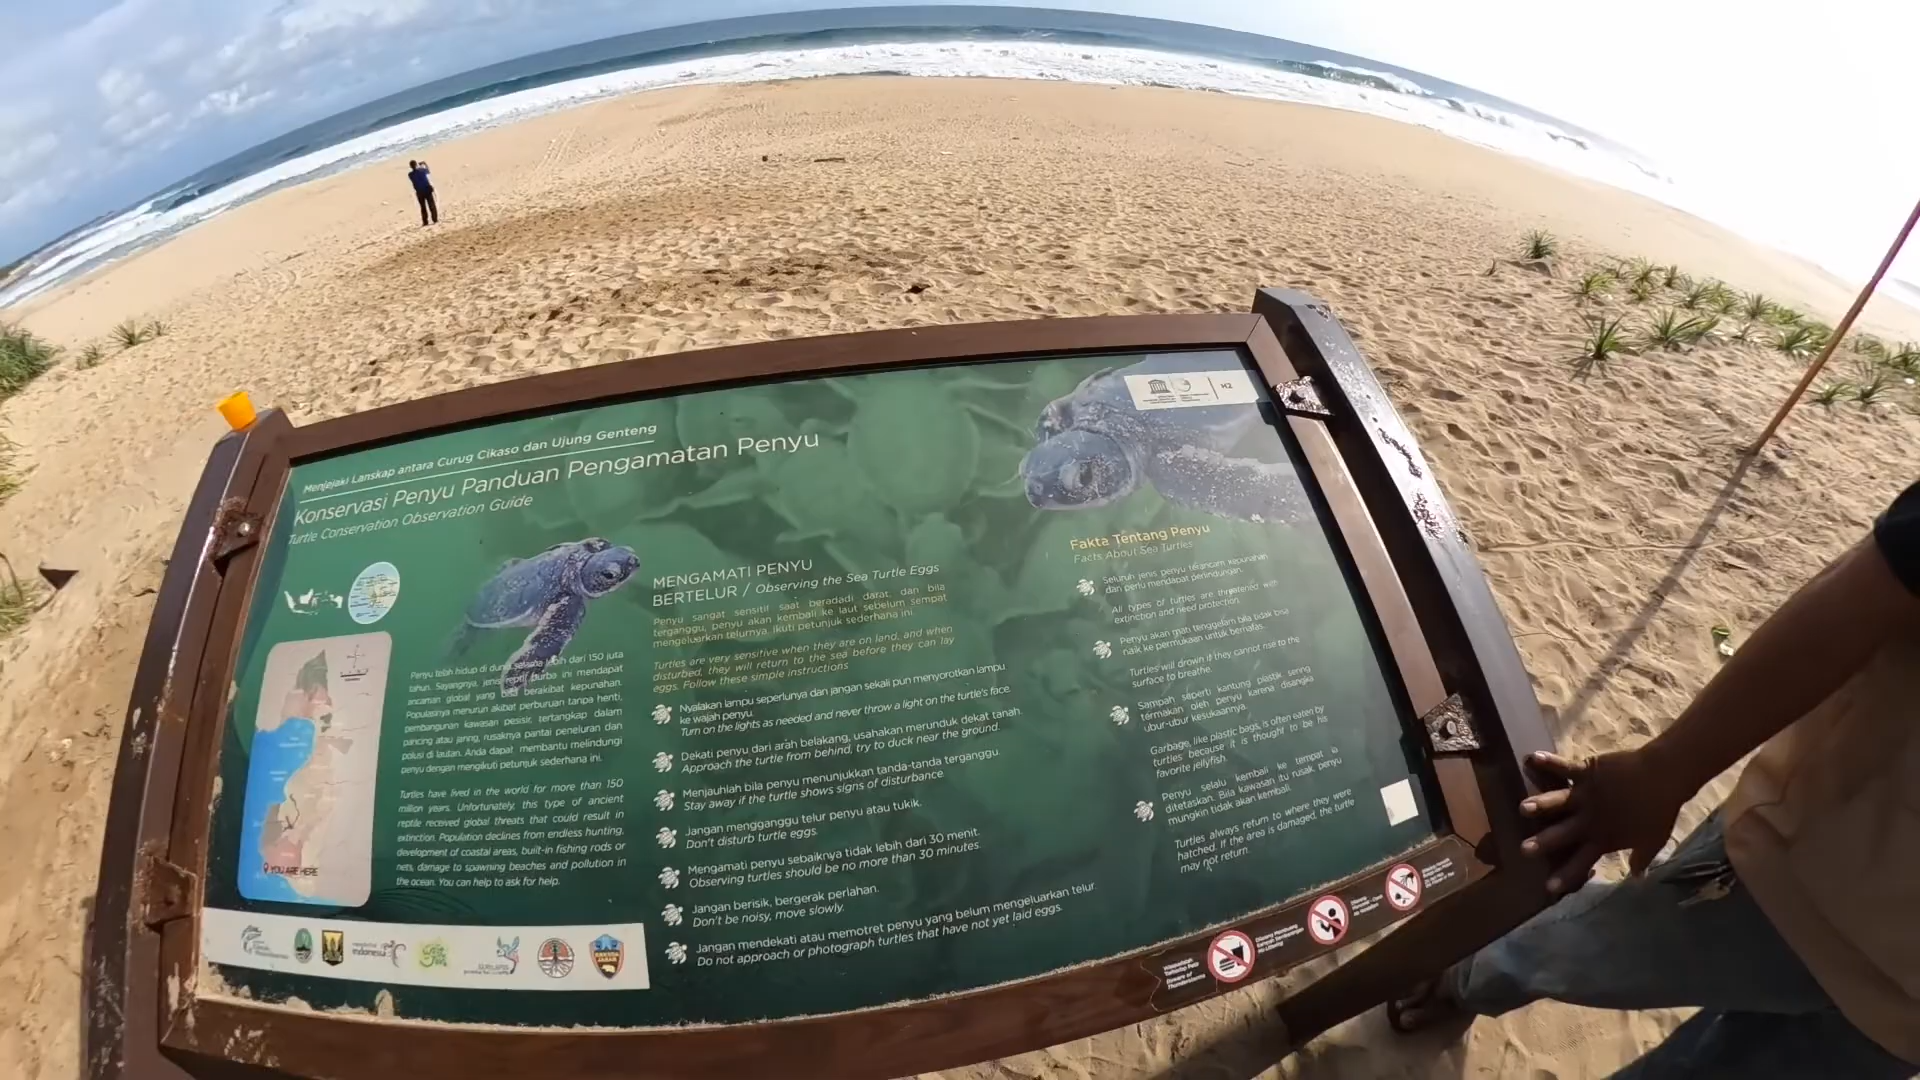 Menjejaki Lanskap antara Curug Cikaso dan Ujung Genteng
Konservasi Penyu Panduan Pengamatan Penyu
Turtle Conservation Observation Guide
H2
Penyu telah hidup di dunia selama lebih dari 150 juta
tahun. Sayangnya, jenis reptil purba ini mendapat
ancaman global yang bisa berakibat kepunahan.
Populasinya menurun akibat perburuan tanpa henti,
pembangunan kawasan pesisir, tertangkap dalam
pancing atau jaring, rusaknya pantai peneluran dan
polusi di lautan. Anda dapat membantu melindungi
penyu dengan mengikuti petunjuk sederhana ini.
Turtles have lived in the world for more than 150
million years. Unfortunately, this type of ancient
reptile received global threats that could result in
extinction. Population declines from endless hunting,
development of coastal areas, built-in fishing rods or
nets, damage to spawning beaches and pollution in
the ocean. You can help to ask for help.
YOU ARE HERE
MENGAMATI PENYU
BERTELUR / Observing the Sea Turtle Eggs
Penyu sangat sensitif saat beradadi darat, dan bila
terganggu, penyu akan kembali ke laut sebelum sempat
mengeluarkan telurnya. Ikuti petunjuk sederhana ini.
Turtles are very sensitive when they are on land, and when
disturbed, they will return to the sea before they can lay
eggs. Follow these simple instructions
Nyalakan lampu seperlunya dan jangan sekali pun menyorotkan lampu
ke wajah penyu.
Turn on the lights as needed and never throw a light on the turtle's face.
Dekati penyu dari arah belakang, usahakan merunduk dekat tanah.
Approach the turtle from behind, try to duck near the ground.
Menjauhlah bila penyu menunjukkan tanda-tanda terganggu.
Stay away if the turtle shows signs of disturbance.
Jangan mengganggu telur penyu atau tukik.
Don't disturb turtle eggs.
Mengamati penyu sebaiknya tidak lebih dari 30 menit.
Observing turtles should be no more than 30 minutes.
Jangan berisik, bergerak perlahan.
Don't be noisy, move slowly.
Jangan mendekati atau memotret penyu yang belum mengeluarkan telur.
Do not approach or photograph turtles that have not yet laid eggs.
Fakta Tentang Penyu
Facts About Sea Turtles
Seluruh jenis penyu terancam kepunahan
dan perlu mendapat perlindungan.
All types of turtles are threatened with
extinction and need protection.
Penyu akan mati tenggelam bila tidak bisa
naik ke permukaan untuk bernafas.
Turtles will drown if they cannot rise to the
surface to breathe.
Sampah seperti kantung plastik sering
termakan oleh penyu karena disangka
ubur-ubur kesukaannya.
Garbage, like plastic bags, is often eaten by
turtles because it is thought to be his
favorite jellyfish.
Penyu selalu kembali ke tempat ia
ditetaskan. Bila kawasan itu rusak, penyu
mungkin tidak akan kembali.
Turtles always return to where they were
hatched. If the area is damaged, the turtle
may not return.
indonesia